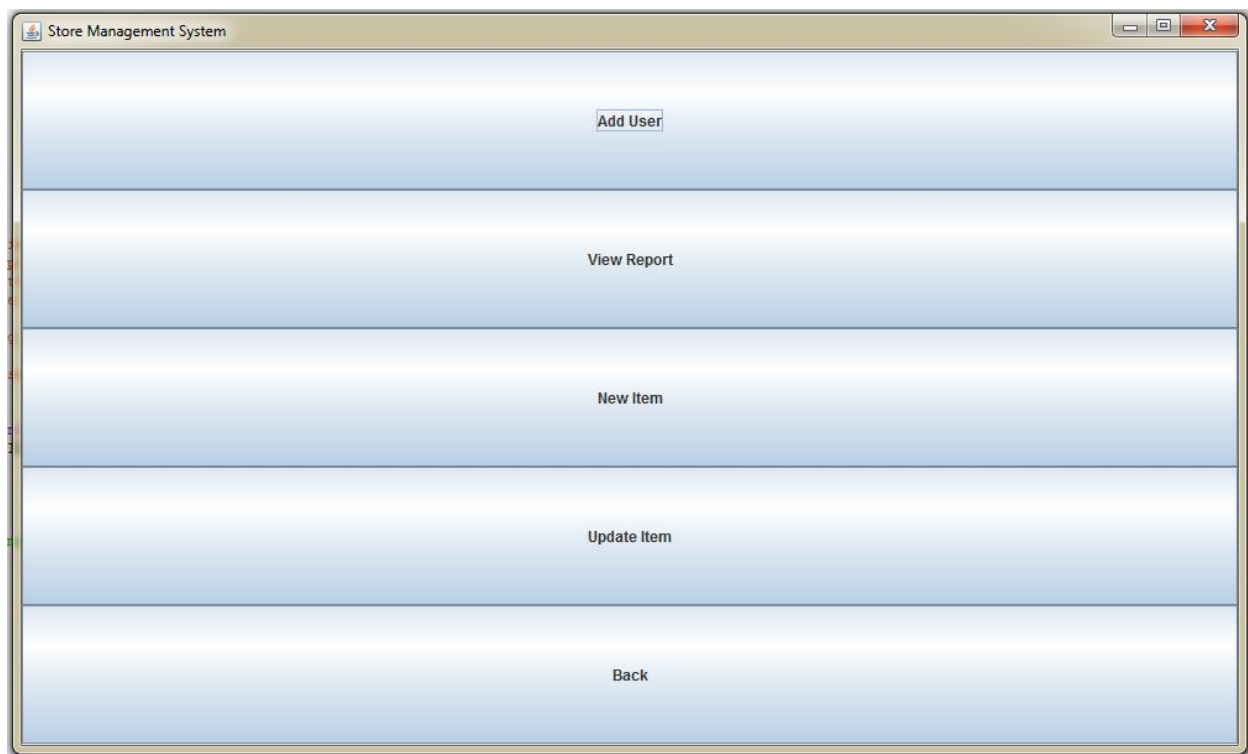 Store Management System
Add User
View Report
New Item
Update Item
Back